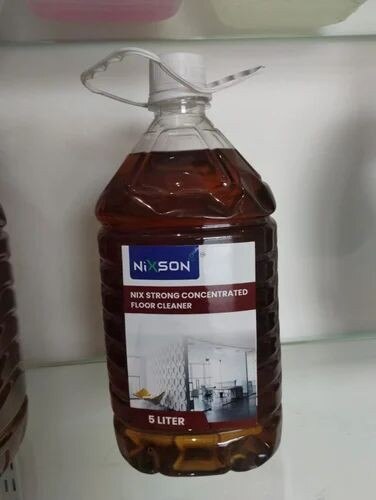 NiXSON
NIX STRONG CONCENTRATED
FLOOR CLEANER
5 LITER